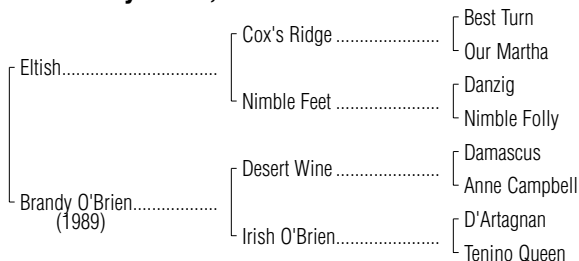 Best Turn
Cox's Ridge ......................
Our Martha
Eltish.................................
Danzig
Nimble Feet ......................
Nimble Folly
Damascus
Desert Wine ......................
Anne Campbell
Brandy O'Brien..................
(1989)
D'Artagnan
Irish O'Brien......................
Tenino Queen